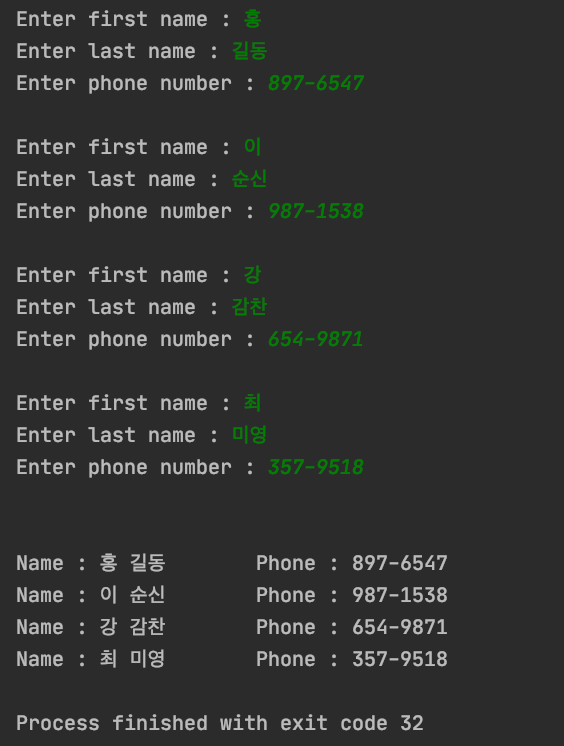 Enter first name : 홍
Enter last name : 길동
Enter phone number : 897-6547
Enter first name : 이
Enter last name : 순신
Enter phone number : 987-1538
Enter first name : 강
Enter last name : 감찬
Enter phone number : 654-9871
Enter first name : 최
Enter last name : 미영
Enter phone number : 357-9518
Name : 홍 길동 Phone : 897-6547
Name : 이 순신 Phone : 987-1538
Name : 강 감찬 Phone : 654-9871
Name : 최 미영 Phone : 357-9518
Process finished with exit code 32